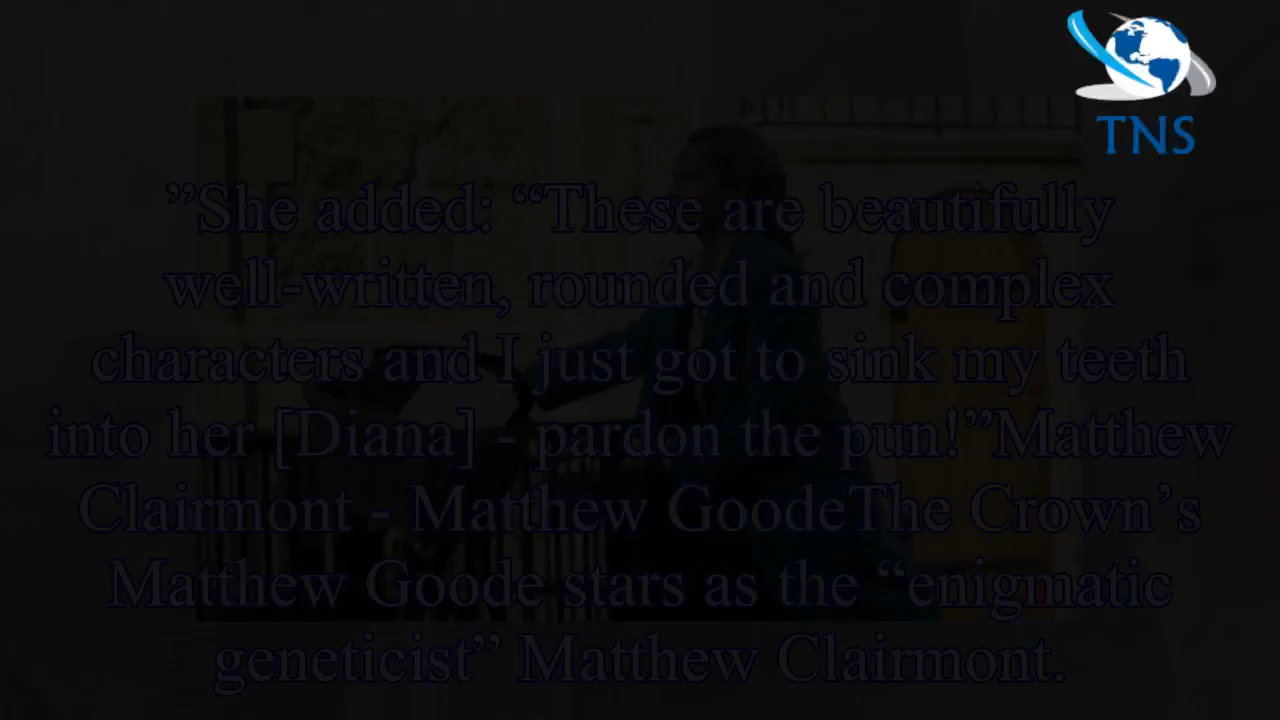 TNS
”She added: “These are beautifully
well-written, rounded and complex
characters and I just got to sink my teeth
into her [Diana] - pardon the pun!”Matthew
Clairmont - Matthew GoodeThe Crown’s
Matthew Goode stars as the “enigmatic
geneticist” Matthew Clairmont.